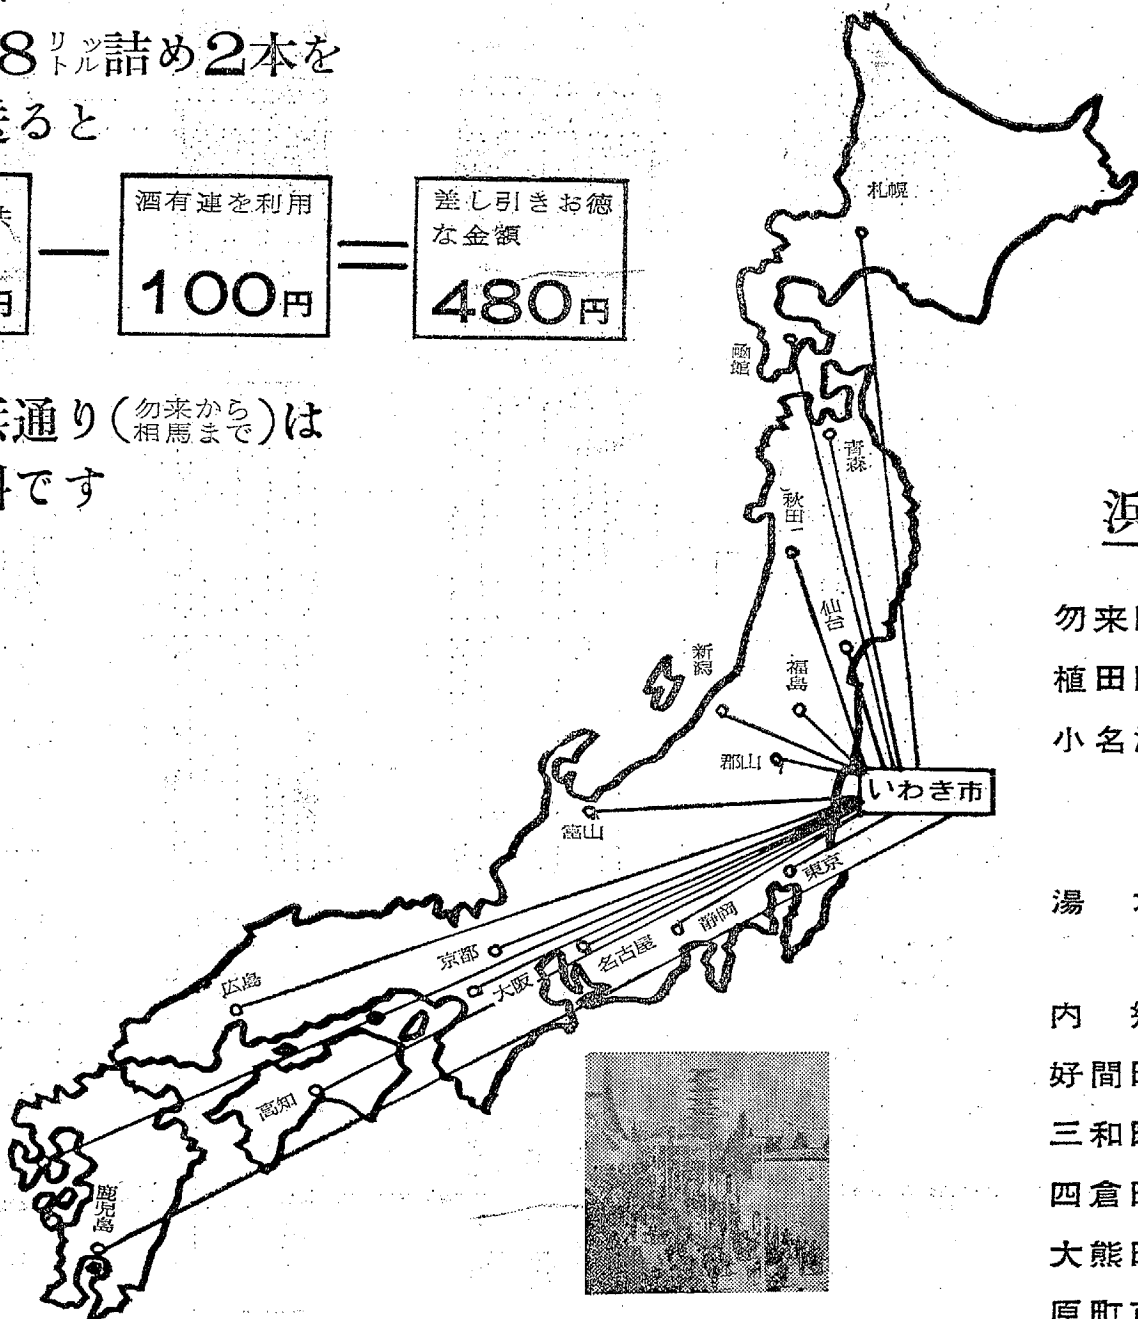 8リットル詰め2本を
ると
円
－
酒有連を利用
100円
＝
差し引きお徳
な金額
480円
通り(勿来から相馬まで)は
料です
札幌
函館
青森
秋田
仙台
新潟
福島
郡山
いわき市
富山
東京
静岡
名古屋
京都
大阪
広島
高知
鹿児島
浜
勿来
植田
小名
湯
内
好間
三和
四倉
大熊
原町